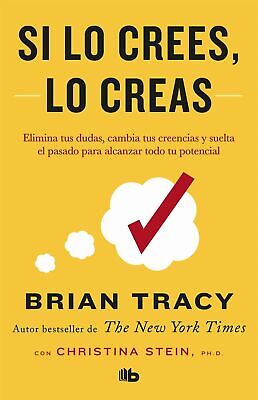 SI LO CREES,
LO CREAS
Elimina tus dudas, cambia tus creencias y suelta
el pasado para alcanzar todo tu potencial
BRIAN TRACY
Autor bestseller de The New York Times
CON CHRISTINA STEIN, PH.D.
b